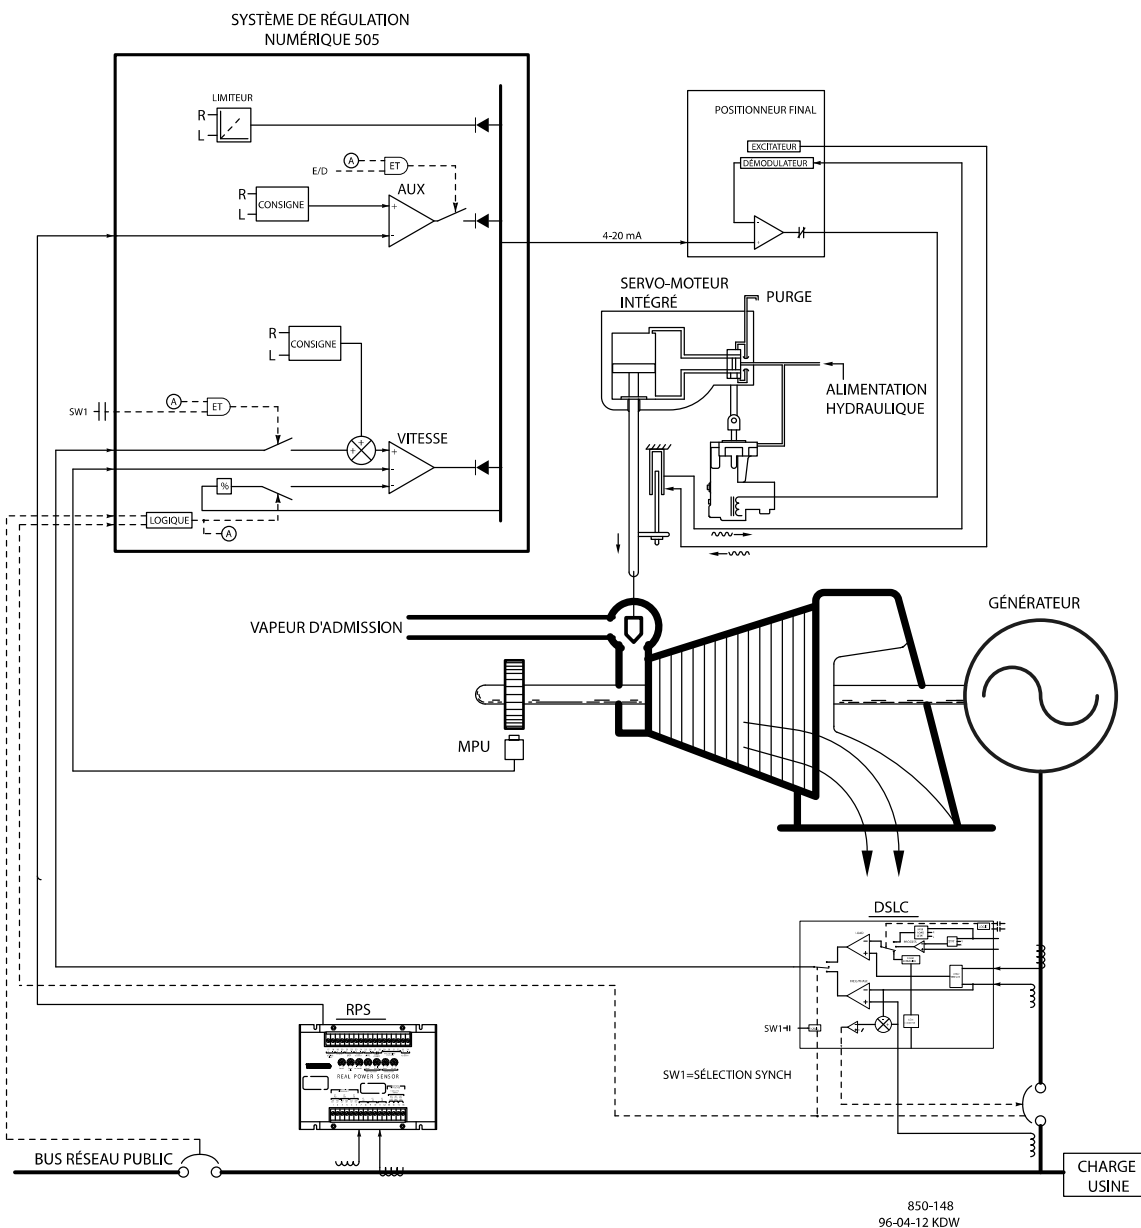 SYSTÈME DE RÉGULATION
NUMÉRIQUE 505
LIMITEUR
R
L
A
ET
E/D
AUX
R
L
CONSIGNE
+
-
4-20 mA
POSITIONNEUR FINAL
EXCITATEUR
DÉMODULATEUR
SERVO-MOTEUR
INTÉGRÉ
PURGE
ALIMENTATION
HYDRAULIQUE
R
L
CONSIGNE
SW1
A
ET
VITESSE
+
+
+
-
-
%
LOGIQUE
A
VAPEUR D'ADMISSION
GÉNÉRATEUR
MPU
DSLC
SW1
SW1=SÉLECTION SYNCH
RPS
REAL POWER SENSOR
BUS RÉSEAU PUBLIC
CHARGE
USINE
850-148
96-04-12 KDW